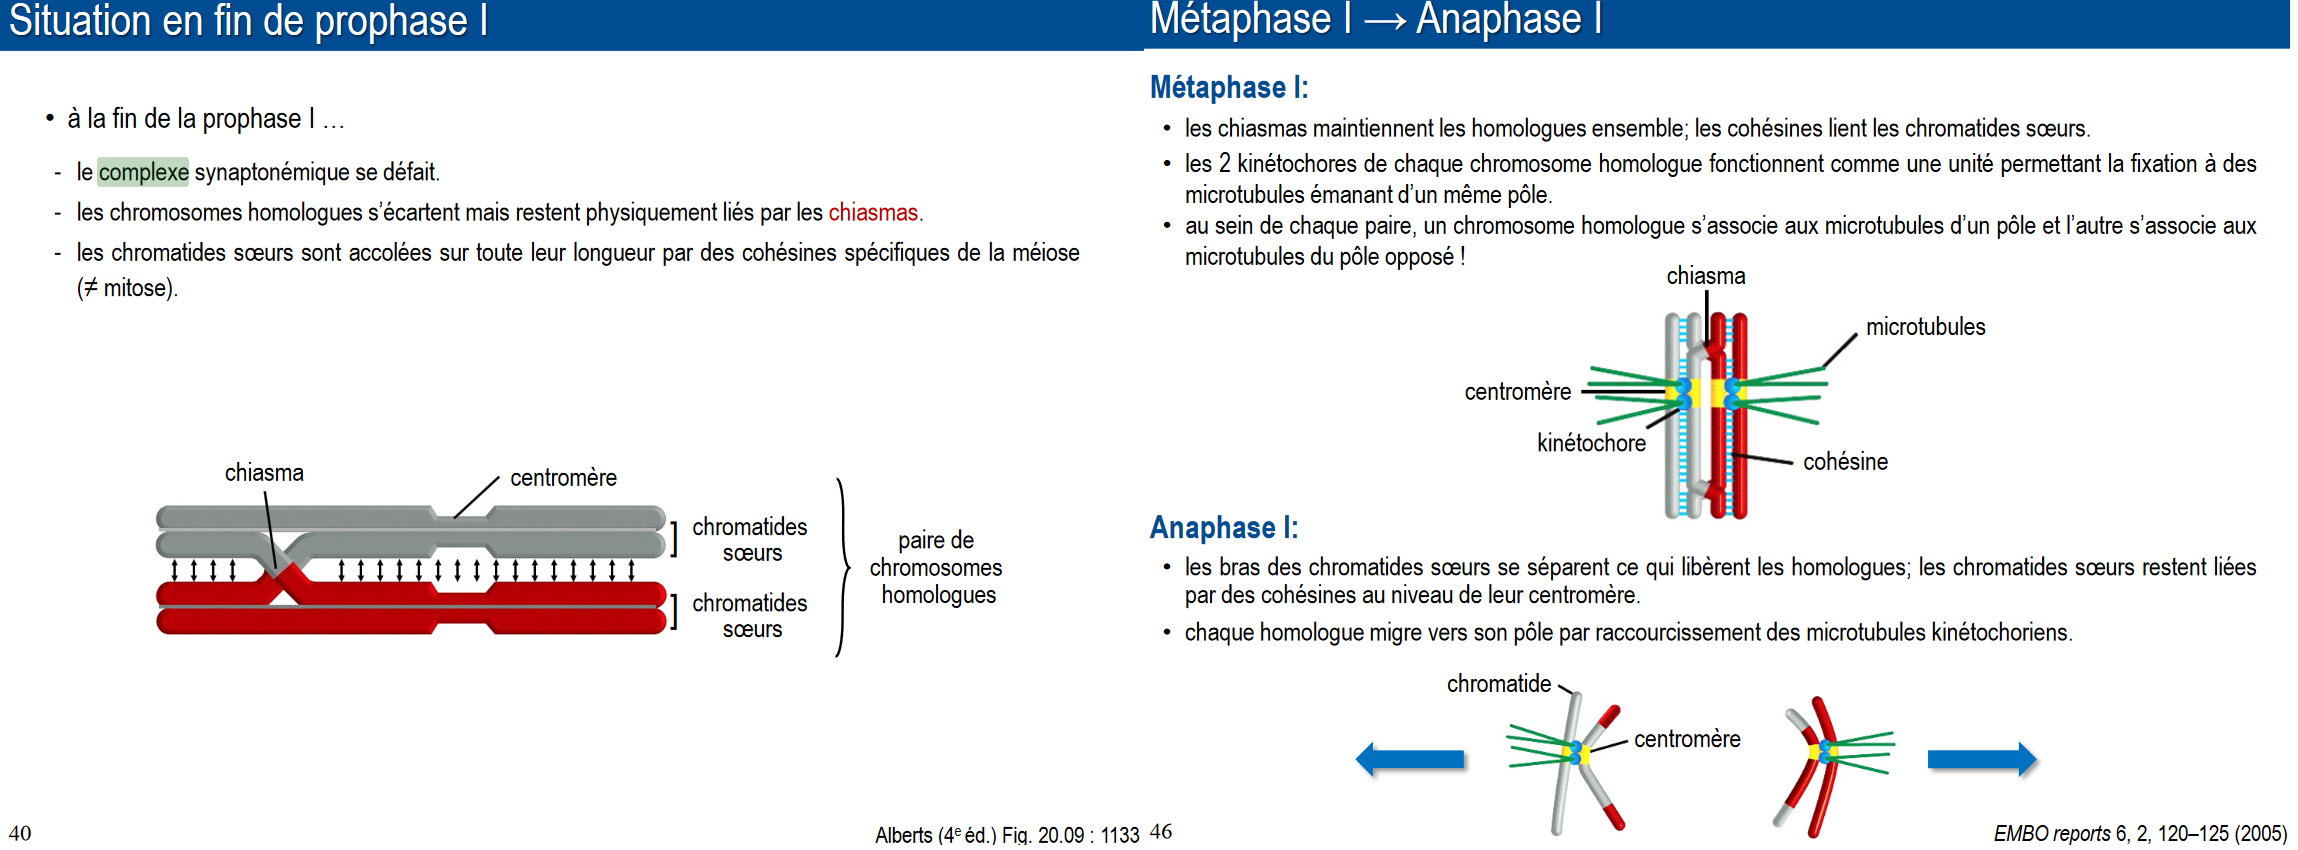 Situation en fin de prophase I
• à la fin de la prophase I …
- le complexe synaptonémique se défait.
- les chromosomes homologues s’écartent mais restent physiquement liés par les chiasmas.
- les chromatides sœurs sont accolées sur toute leur longueur par des cohésines spécifiques de la méiose
(≠ mitose).
chiasma
centromère
chromatides
sœurs
chromatides
sœurs
paire de
chromosomes
homologues
40
Alberts (4e éd.) Fig. 20.09 : 1133
Métaphase I → Anaphase I
Métaphase I:
• les chiasmas maintiennent les homologues ensemble; les cohésines lient les chromatides sœurs.
• les 2 kinétochores de chaque chromosome homologue fonctionnent comme une unité permettant la fixation à des
microtubules émanant d’un même pôle.
• au sein de chaque paire, un chromosome homologue s’associe aux microtubules d’un pôle et l’autre s’associe aux
microtubules du pôle opposé !
chiasma
microtubules
centromère
kinétochore
cohésine
Anaphase I:
• les bras des chromatides sœurs se séparent ce qui libèrent les homologues; les chromatides sœurs restent liées
par des cohésines au niveau de leur centromère.
• chaque homologue migre vers son pôle par raccourcissement des microtubules kinétochoriens.
chromatide
centromère
46
EMBO reports 6, 2, 120–125 (2005)